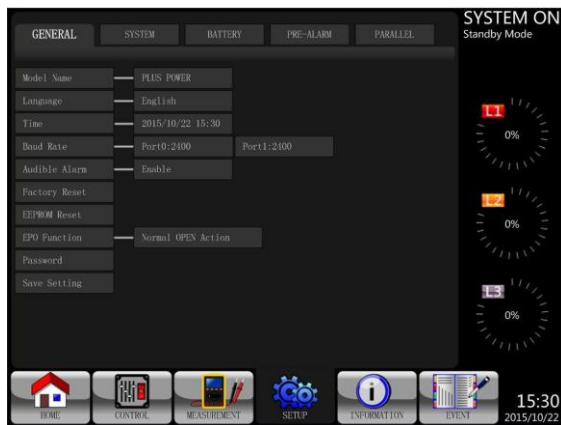 SYSTEM ON
Standby Mode
GENERAL SYSTEM BATTERY PRE-ALARM PARALLEL
Model Name PLUS POWER
Language English
Time 2015/10/22 15:30
Baud Rate Port0:2400 Port1:2400
Audible Alarm Enable
Factory Reset
EEPROM Reset
EPO Function Normal OPEN Action
Password
Save Setting
L1
0%
L2
0%
L3
0%
HOME CONTROL MEASUREMENT SETUP INFORMATION EVENT
15:30
2015/10/22